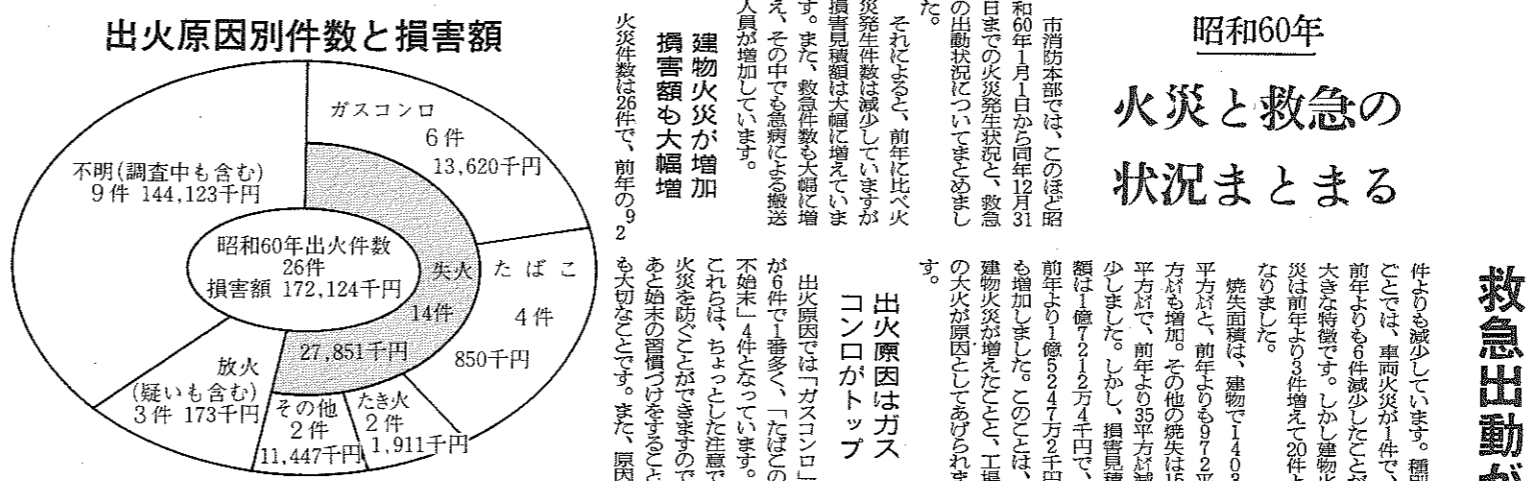 昭和60年
火災と救急の
状況まとまる
救急出動が
市消防本部では、このほど昭
和60年1月1日から同年12月31
日までの火災発生状況と、救急
の出動状況についてまとめまし
た。
それによると、前年に比べ火
災発生件数は減少していますが
損害見積額は大幅に増えていま
す。また、救急件数も大幅に増
え、その中でも急病による搬送
人員が増加しています。
建物火災が増加
損害額も大幅増
火災件数は26件で、前年の92
件よりも減少しています。種別
ごとでは、車両火災が1件で、
前年よりも6件減少したことが
大きな特徴です。しかし建物火
災は前年より3件増えて20件と
なりました。
焼失面積は、建物で1403
平方㍍と、前年よりも972平
方㍍も増加。その他の焼失は15
平方㍍で、前年より35平方㍍減
少しました。しかし、損害見積
額は1億7212万4千円で、
前年より1億5247万2千円
も増加しました。このことは、
建物火災が増えたことと、工場
の大火が原因としてあげられま
す。
出火原因はガス
コンロがトップ
出火原因では「ガスコンロ」
が6件で1番多く、「たばこの
不始末」4件となっています。
これらは、ちょっとした注意で
火災を防ぐことができますので
あと始末の習慣づけをすること
も大切なことです。また、原因
出火原因別件数と損害額
ガスコンロ
6件
13,620千円
不明(調査中も含む)
9件 144,123千円
昭和60年出火件数
26件
損害額 172,124千円
失火
14件
27,851千円
たばこ
4件
850千円
放火
(疑いも含む)
3件 173千円
その他
2件
11,447千円
たき火
2件
1,911千円